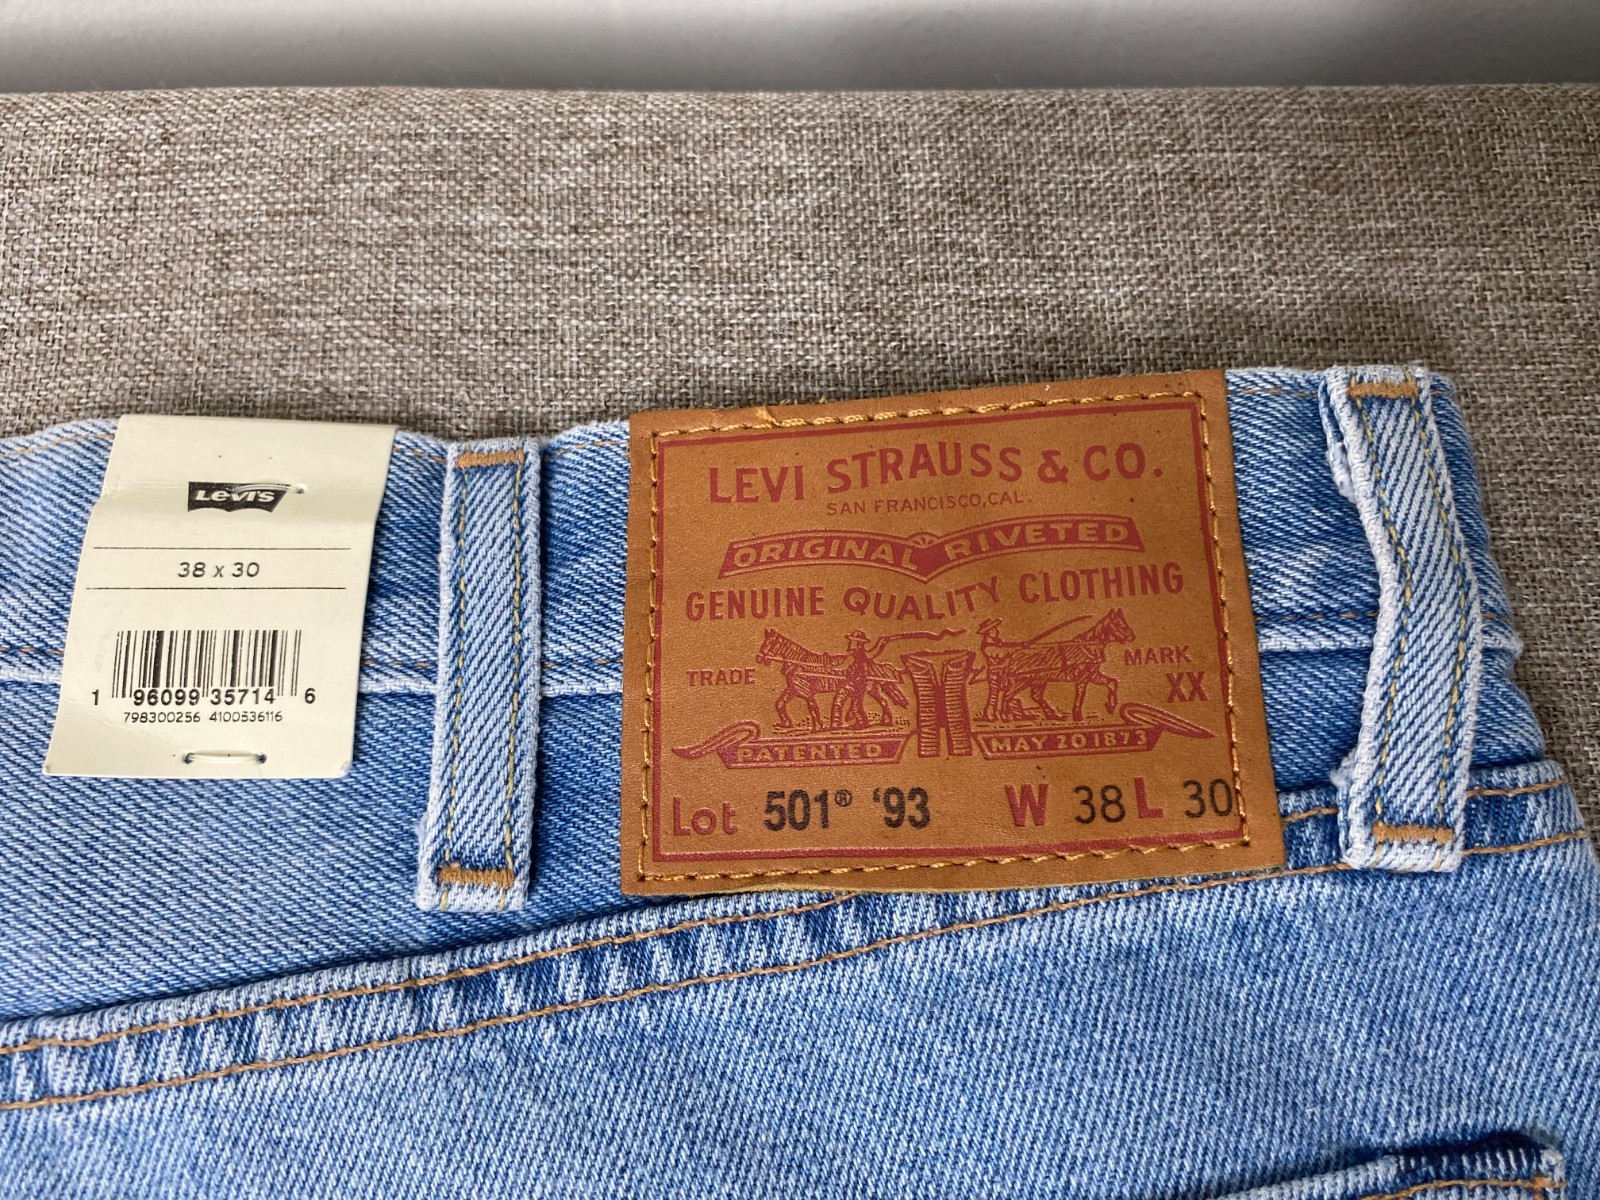 Levi's
38 x 30
1 96099 35714 6
798300256 4100536116
LEVI STRAUSS & CO.
SAN FRANCISCO, CAL.
ORIGINAL RIVETED
GENUINE QUALITY CLOTHING
TRADE MARK
XX
PATENTED MAY 20 1873
Lot 501® '93 W 38 L 30